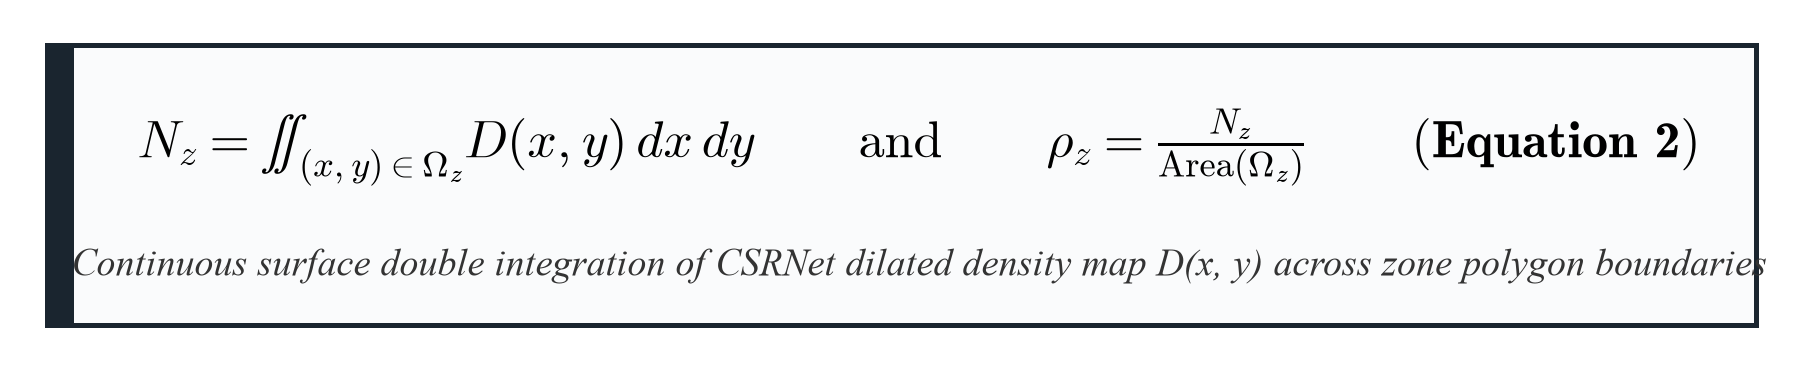 N_z = ∬_{(x, y) ∈ Ω_z} D(x, y) dx dy and ρ_z = N_z / Area(Ω_z) (Equation 2)
Continuous surface double integration of CSRNet dilated density map D(x, y) across zone polygon boundaries